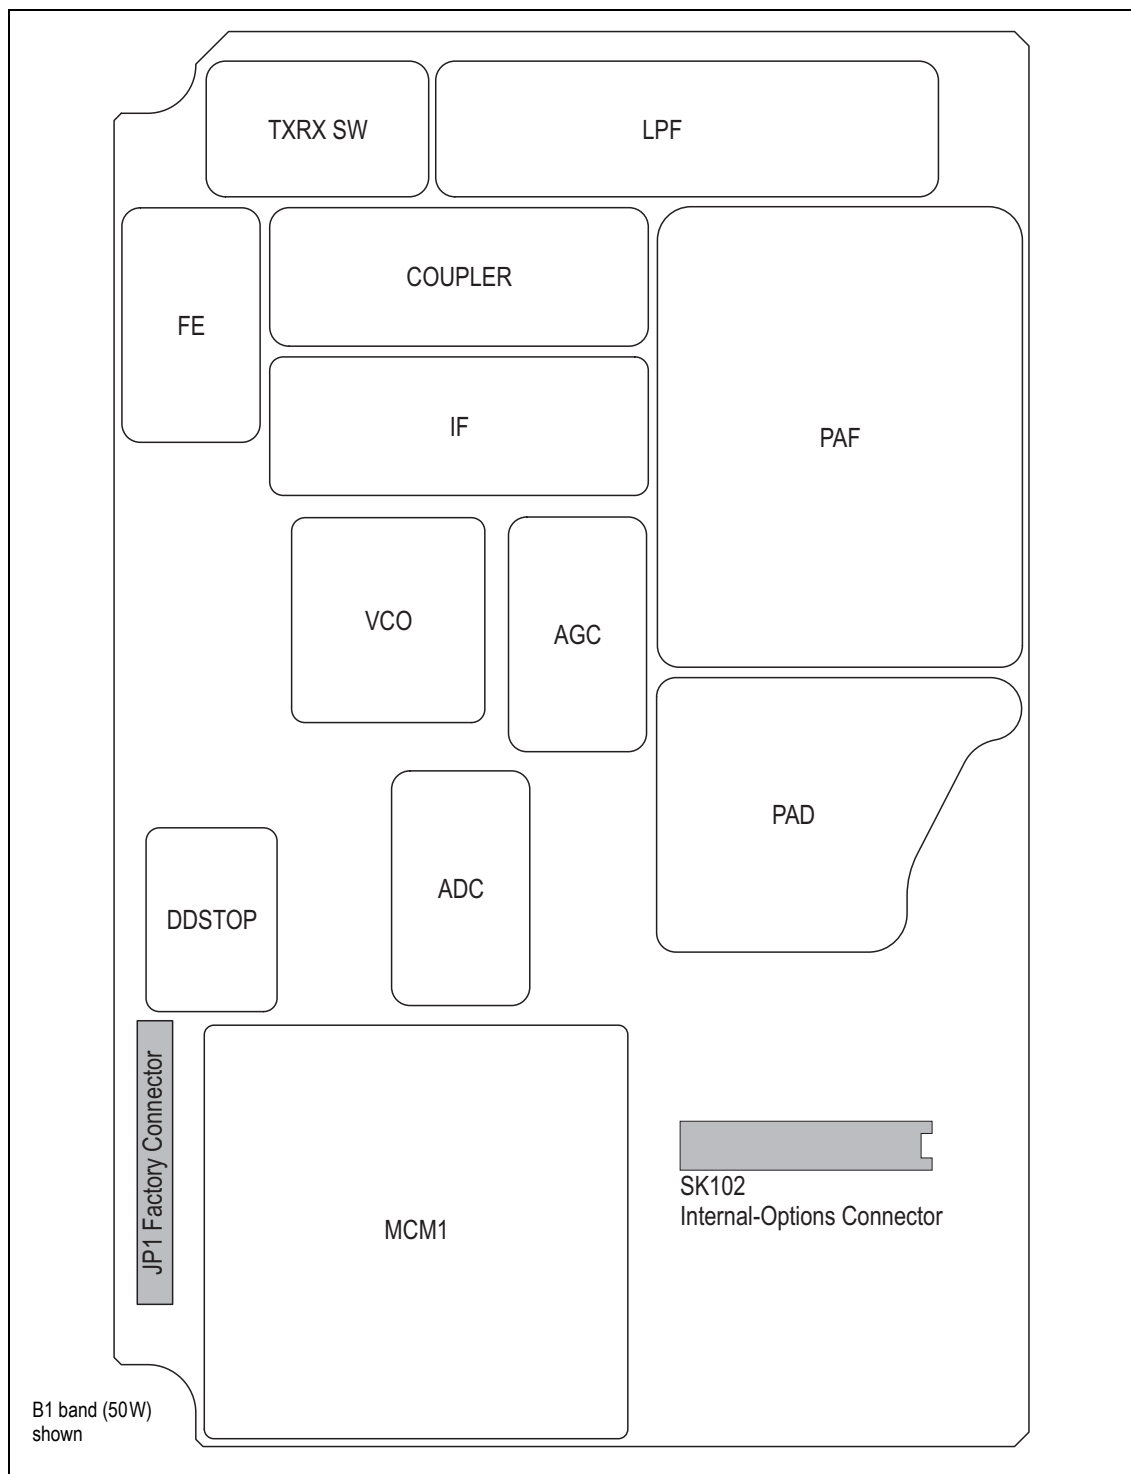 TXRX SW
LPF
FE
COUPLER
IF
PAF
VCO
AGC
PAD
ADC
DDSTOP
JP1 Factory Connector
MCM1
SK102
Internal-Options Connector
B1 band (50W)
shown